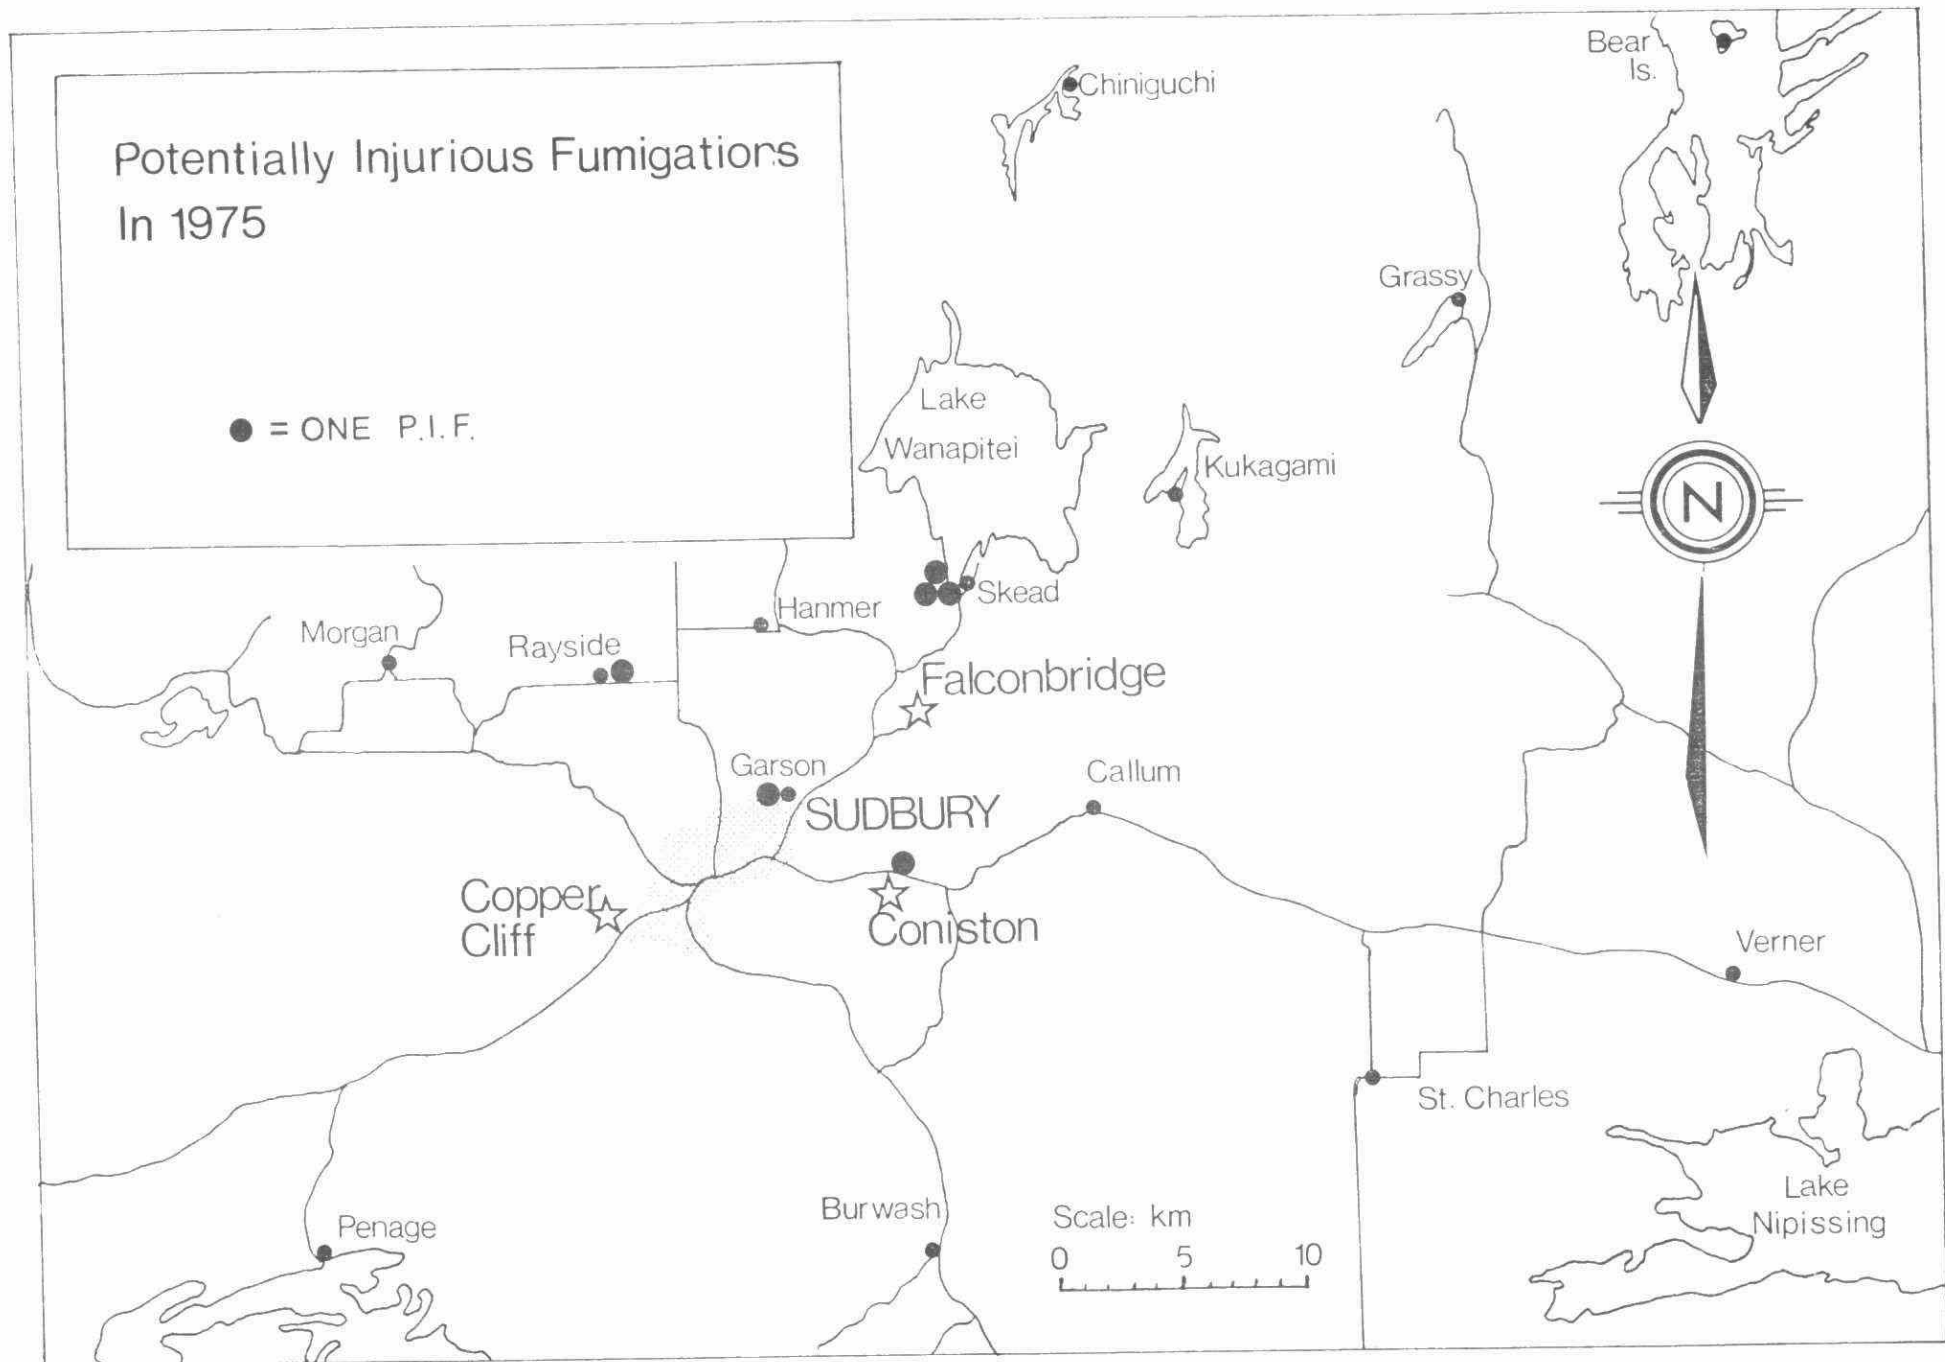 Potentially Injurious Fumigations
In 1975
● = ONE P.I.F.
Bear
Is.
Chiniguchi
Grassy
Lake
Wanapitei
Kukagami
N
Skead
Hanmer
Morgan
Rayside
Falconbridge
Garson
Callum
SUDBURY
Copper
Cliff
Coniston
Verner
St. Charles
Lake
Nipissing
Burwash
Penage
Scale: km
0 5 10